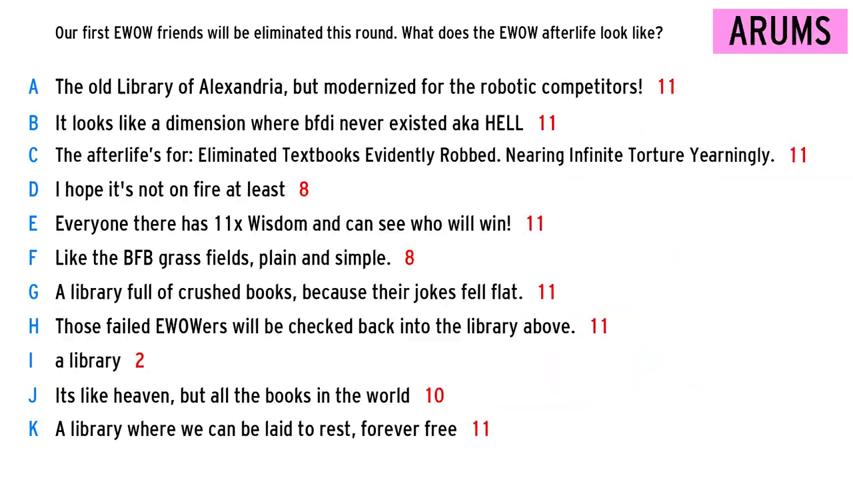 Our first EWOW friends will be eliminated this round. What does the EWOW afterlife look like?
ARUMS
A The old Library of Alexandria, but modernized for the robotic competitors! 11
B It looks like a dimension where bfdi never existed aka HELL 11
C The afterlife's for: Eliminated Textbooks Evidently Robbed. Nearing Infinite Torture Yearningly. 11
D I hope it's not on fire at least 8
E Everyone there has 11x Wisdom and can see who will win! 11
F Like the BFB grass fields, plain and simple. 8
G A library full of crushed books, because their jokes fell flat. 11
H Those failed EWOWers will be checked back into the library above. 11
I a library 2
J Its like heaven, but all the books in the world 10
K A library where we can be laid to rest, forever free 11